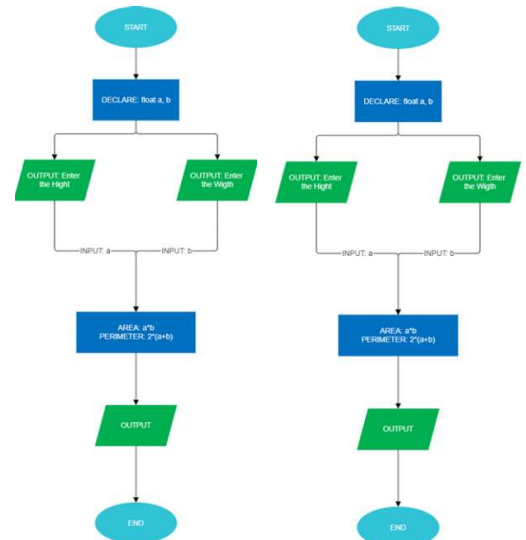 START
DECLARE: float a, b
OUTPUT: Enter
the Hight
OUTPUT: Enter
the Wigth
INPUT: a
INPUT: b
AREA: a*b
PERIMETER: 2*(a+b)
OUTPUT
END
START
DECLARE: float a, b
OUTPUT: Enter
the Hight
OUTPUT: Enter
the Wigth
INPUT: a
INPUT: b
AREA: a*b
PERIMETER: 2*(a+b)
OUTPUT
END